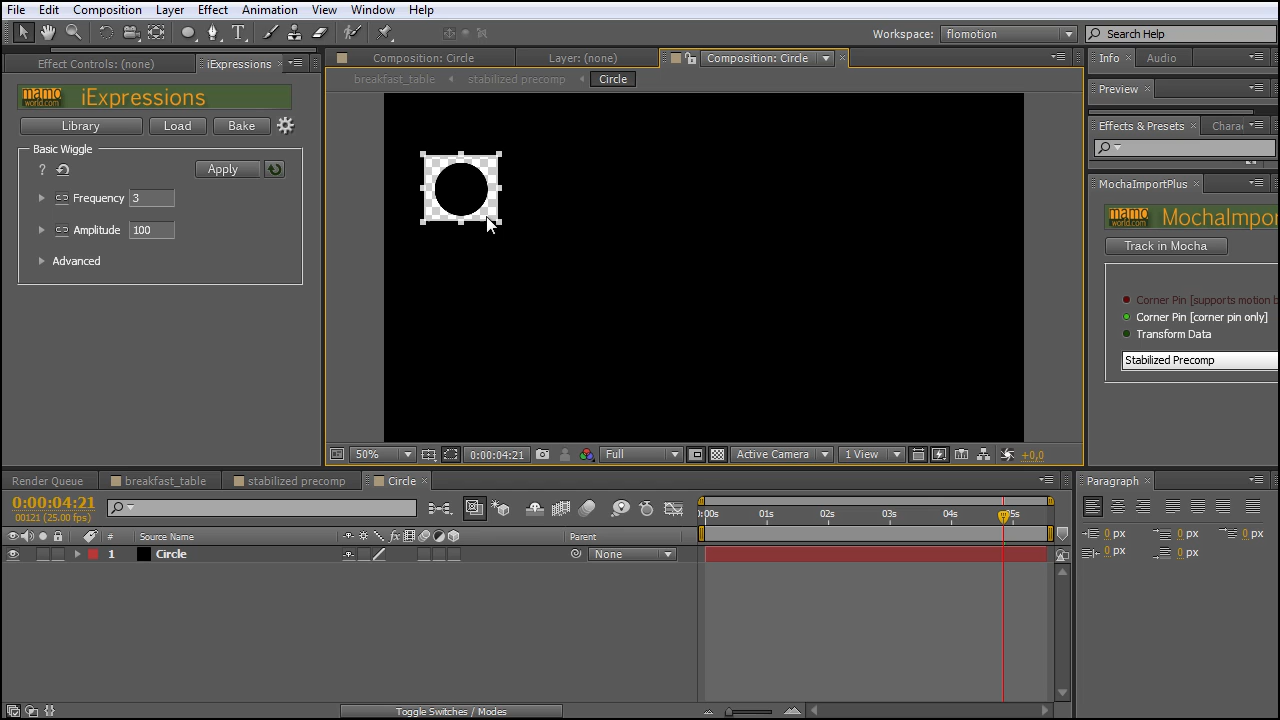 File Edit Composition Layer Effect Animation View Window Help
Workspace: flomotion Search Help
Effect Controls: (none) iExpressions
Composition: Circle Layer: (none) Composition: Circle
Info Audio
breakfast_table stabilized precomp Circle
Preview
mamoworld.com iExpressions
Library Load Bake
Effects & Presets Charac
Basic Wiggle
? Apply
Frequency 3
Amplitude 100
Advanced
MochaImportPlus
mamoworld.com MochaImpor
Track in Mocha
Corner Pin [supports motion b
Corner Pin [corner pin only]
Transform Data
Stabilized Precomp
50% 0:00:04:21 Full Active Camera 1 View +0,0
Render Queue breakfast_table stabilized precomp Circle
Paragraph
0:00:04:21
00121 (25.00 fps)
):00s 01s 02s 03s 04s 05s
# Source Name Parent
1 Circle None
0 px 0 px 0 px
0 px 0 px
Toggle Switches / Modes